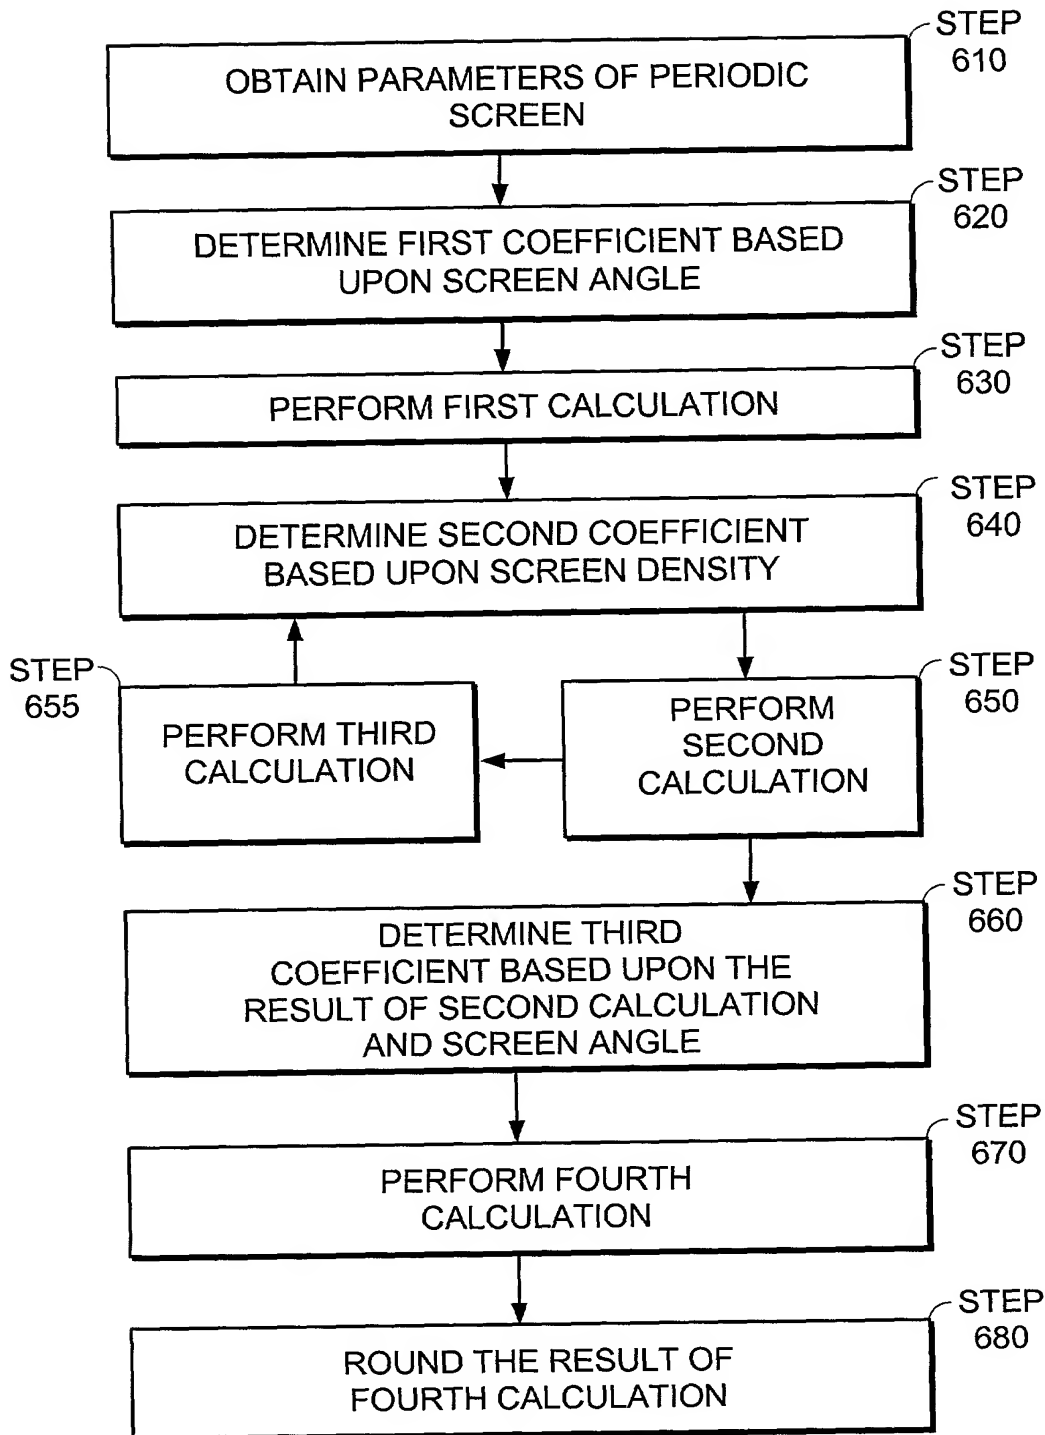 STEP
610
OBTAIN PARAMETERS OF PERIODIC
SCREEN
STEP
620
DETERMINE FIRST COEFFICIENT BASED
UPON SCREEN ANGLE
STEP
630
PERFORM FIRST CALCULATION
STEP
640
DETERMINE SECOND COEFFICIENT
BASED UPON SCREEN DENSITY
STEP
655
PERFORM THIRD
CALCULATION
STEP
650
PERFORM
SECOND
CALCULATION
STEP
660
DETERMINE THIRD
COEFFICIENT BASED UPON THE
RESULT OF SECOND CALCULATION
AND SCREEN ANGLE
STEP
670
PERFORM FOURTH
CALCULATION
STEP
680
ROUND THE RESULT OF
FOURTH CALCULATION